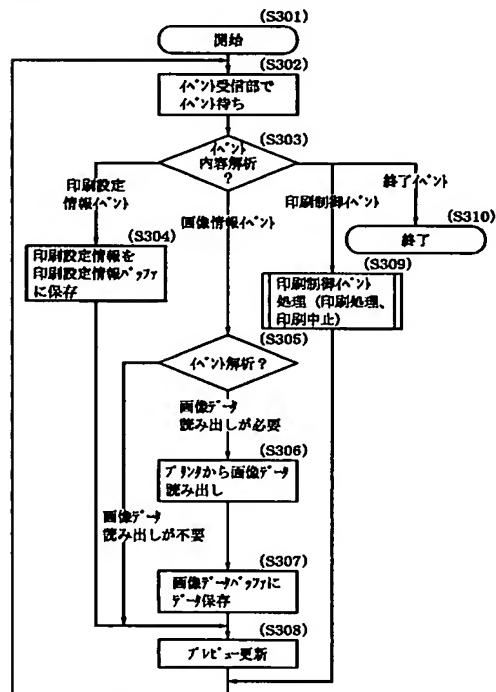 (S301)
開始
(S302)
イベント受信部で
イベント待ち
(S303)
イベント
内容解析
?
印刷設定
情報イベント
画像情報イベント
印刷制御イベント
終了イベント
(S310)
終了
(S304)
印刷設定情報を
印刷設定情報バッファ
に保存
(S309)
印刷制御イベント
処理(印刷処理、
印刷中止)
(S305)
イベント解析?
画像データ
読み出しが必要
(S306)
プリンタから画像データ
読み出し
画像データ
読み出しが不要
(S307)
画像データバッファに
データ保存
(S308)
プレビュー更新